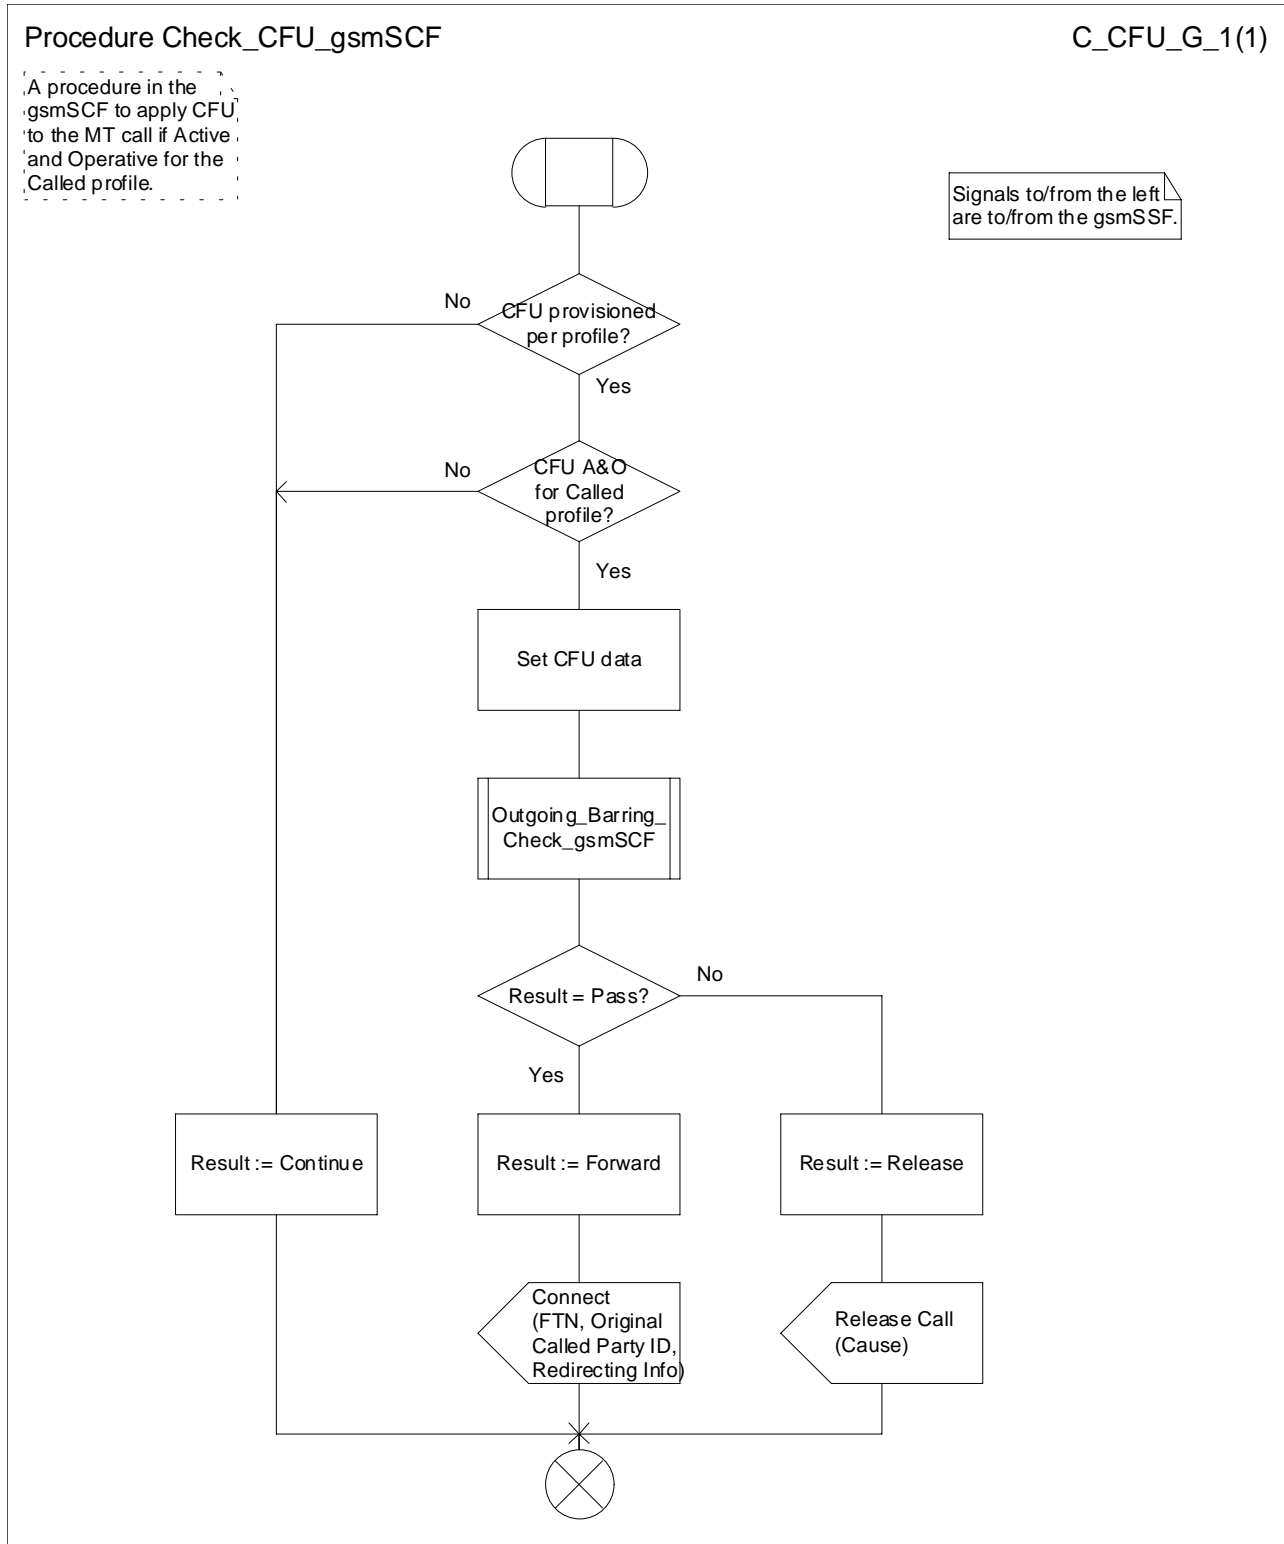 Procedure Check_CFU_gsmSCF
C_CFU_G_1(1)
A procedure in the
gsmSCF to apply CFU
to the MT call if Active
and Operative for the
Called profile.
Signals to/from the left
are to/from the gsmSSF.
No
CFU provisioned
per profile?
Yes
No
CFU A&O
for Called
profile?
Yes
Set CFU data
Outgoing_Barring_
Check_gsmSCF
Result = Pass?
No
Yes
Result := Continue
Result := Forward
Result := Release
Connect
(FTN, Original
Called Party ID,
Redirecting Info)
Release Call
(Cause)